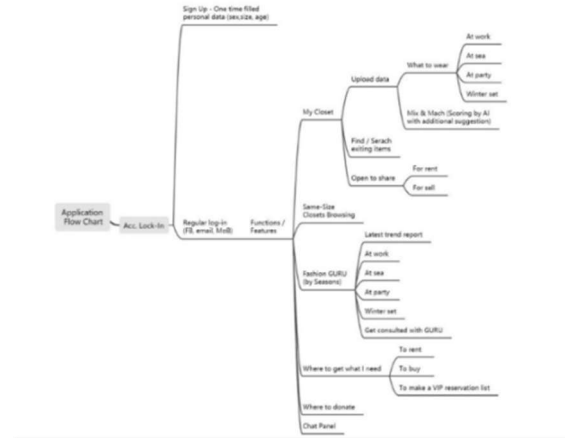 Sign Up - One time filled
personal data (sex,size, age)
At work
At sea
What to wear
At party
Upload data
Winter set
My Closet
Mix & Mach (Scoring by AI
with additional suggestion)
Find / Serach
exiting items
For rent
Open to share
For sell
Same-Size
Closets Browsing
Application
Flow Chart
Acc. Lock-In
Regular log-in
(FB, email, MoB)
Functions /
Features
Latest trend report
At work
Fashion GURU
(by Seasons)
At sea
At party
Winter set
Get consulted with GURU
To rent
Where to get what I need
To buy
To make a VIP reservation list
Where to donate
Chat Panel